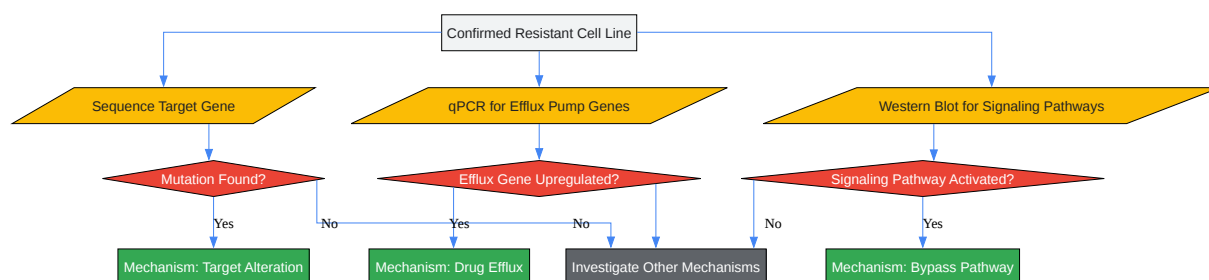 Confirmed Resistant Cell Line
Sequence Target Gene
qPCR for Efflux Pump Genes
Western Blot for Signaling Pathways
Mutation Found?
Efflux Gene Upregulated?
Signaling Pathway Activated?
Yes
No
Yes
No
No
Yes
Mechanism: Target Alteration
Mechanism: Drug Efflux
Investigate Other Mechanisms
Mechanism: Bypass Pathway